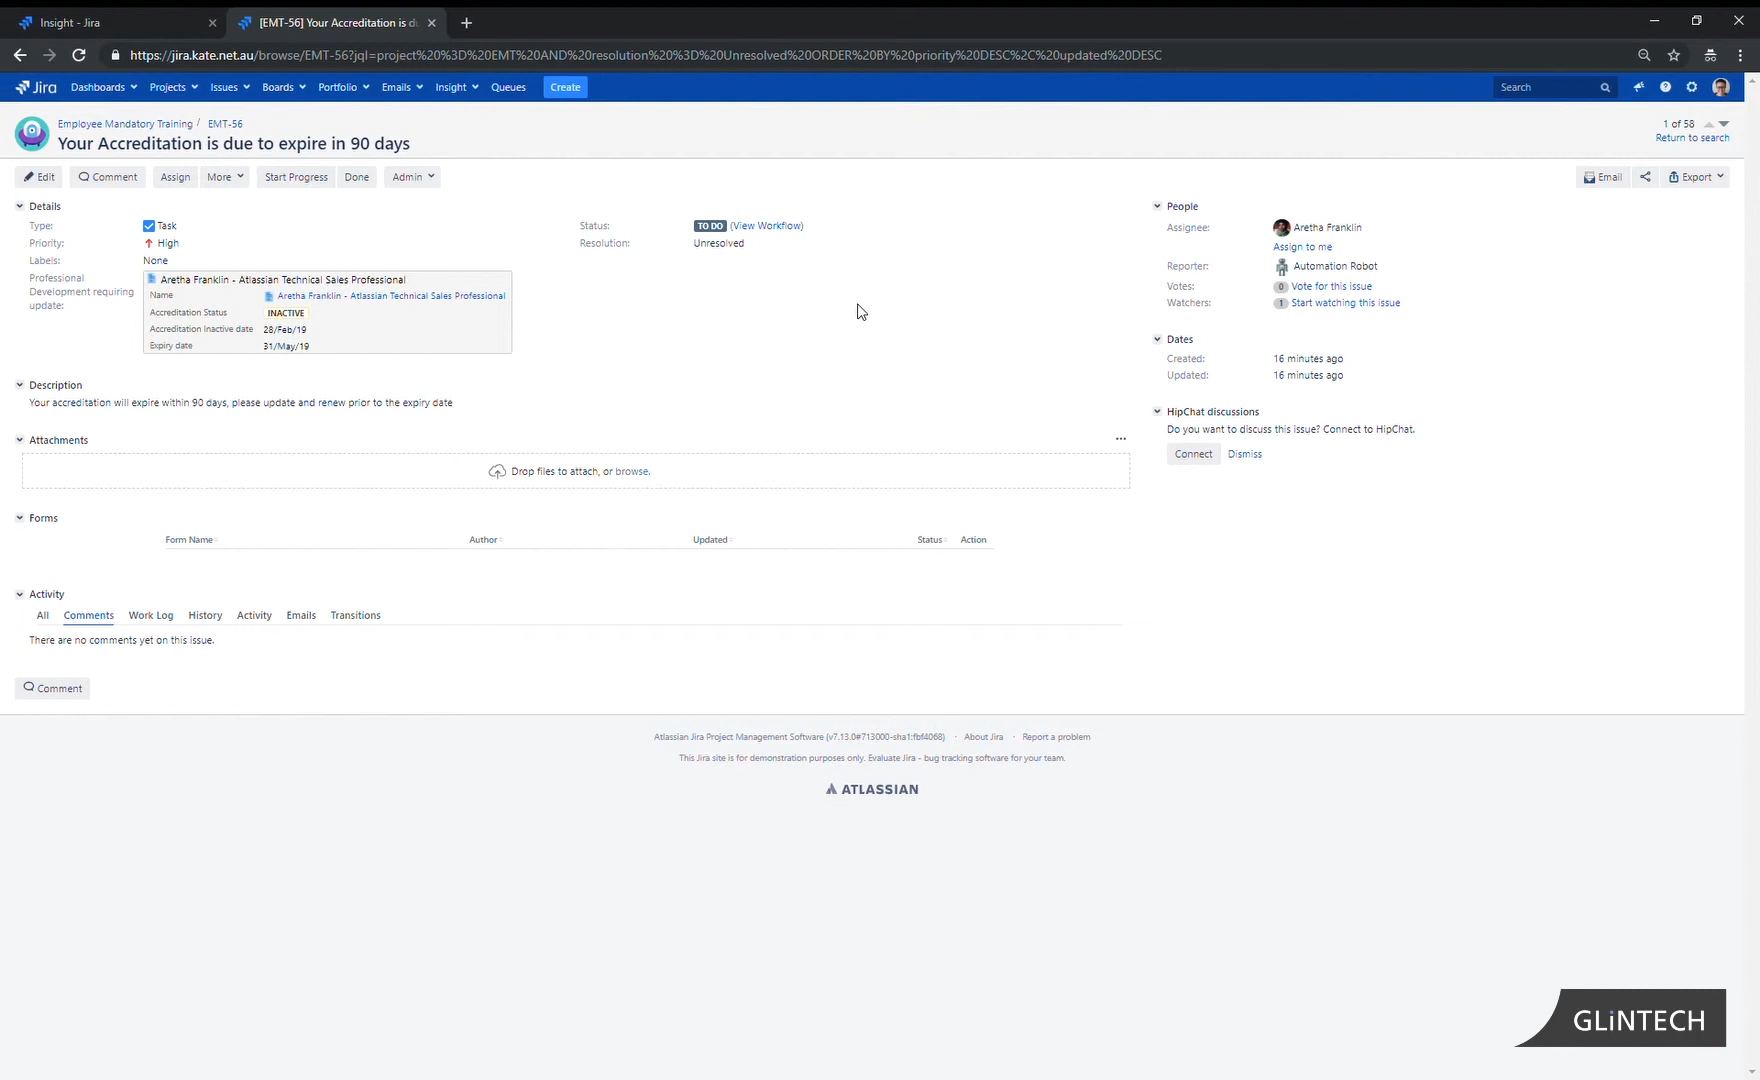 Insight - Jira
[EMT-56] Your Accreditation is du
https://jira.kate.net.au/browse/EMT-56?jql=project%20%3D%20EMT%20AND%20resolution%20%3D%20Unresolved%20ORDER%20BY%20priority%20DESC%2C%20updated%20DESC
Jira Dashboards Projects Issues Boards Portfolio Emails Insight Queues Create Search
Employee Mandatory Training / EMT-56
1 of 58
Your Accreditation is due to expire in 90 days
Return to search
Edit Comment Assign More Start Progress Done Admin Email Export
Details
Type: Task
Status: TO DO (View Workflow)
Priority: High
Resolution: Unresolved
Labels: None
Professional Development requiring update:
Aretha Franklin - Atlassian Technical Sales Professional
Name Aretha Franklin - Atlassian Technical Sales Professional
Accreditation Status INACTIVE
Accreditation Inactive date 28/Feb/19
Expiry date 31/May/19
Description
Your accreditation will expire within 90 days, please update and renew prior to the expiry date
Attachments
Drop files to attach, or browse.
Forms
Form Name Author Updated Status Action
Activity
All Comments Work Log History Activity Emails Transitions
There are no comments yet on this issue.
Comment
People
Assignee: Aretha Franklin
Assign to me
Reporter: Automation Robot
Votes: 0 Vote for this issue
Watchers: 1 Start watching this issue
Dates
Created: 16 minutes ago
Updated: 16 minutes ago
HipChat discussions
Do you want to discuss this issue? Connect to HipChat.
Connect Dismiss
Atlassian Jira Project Management Software (v7.13.0#713000-sha1:fbf4068) · About Jira · Report a problem
This Jira site is for demonstration purposes only. Evaluate Jira - bug tracking software for your team.
ATLASSIAN
GLiNTECH